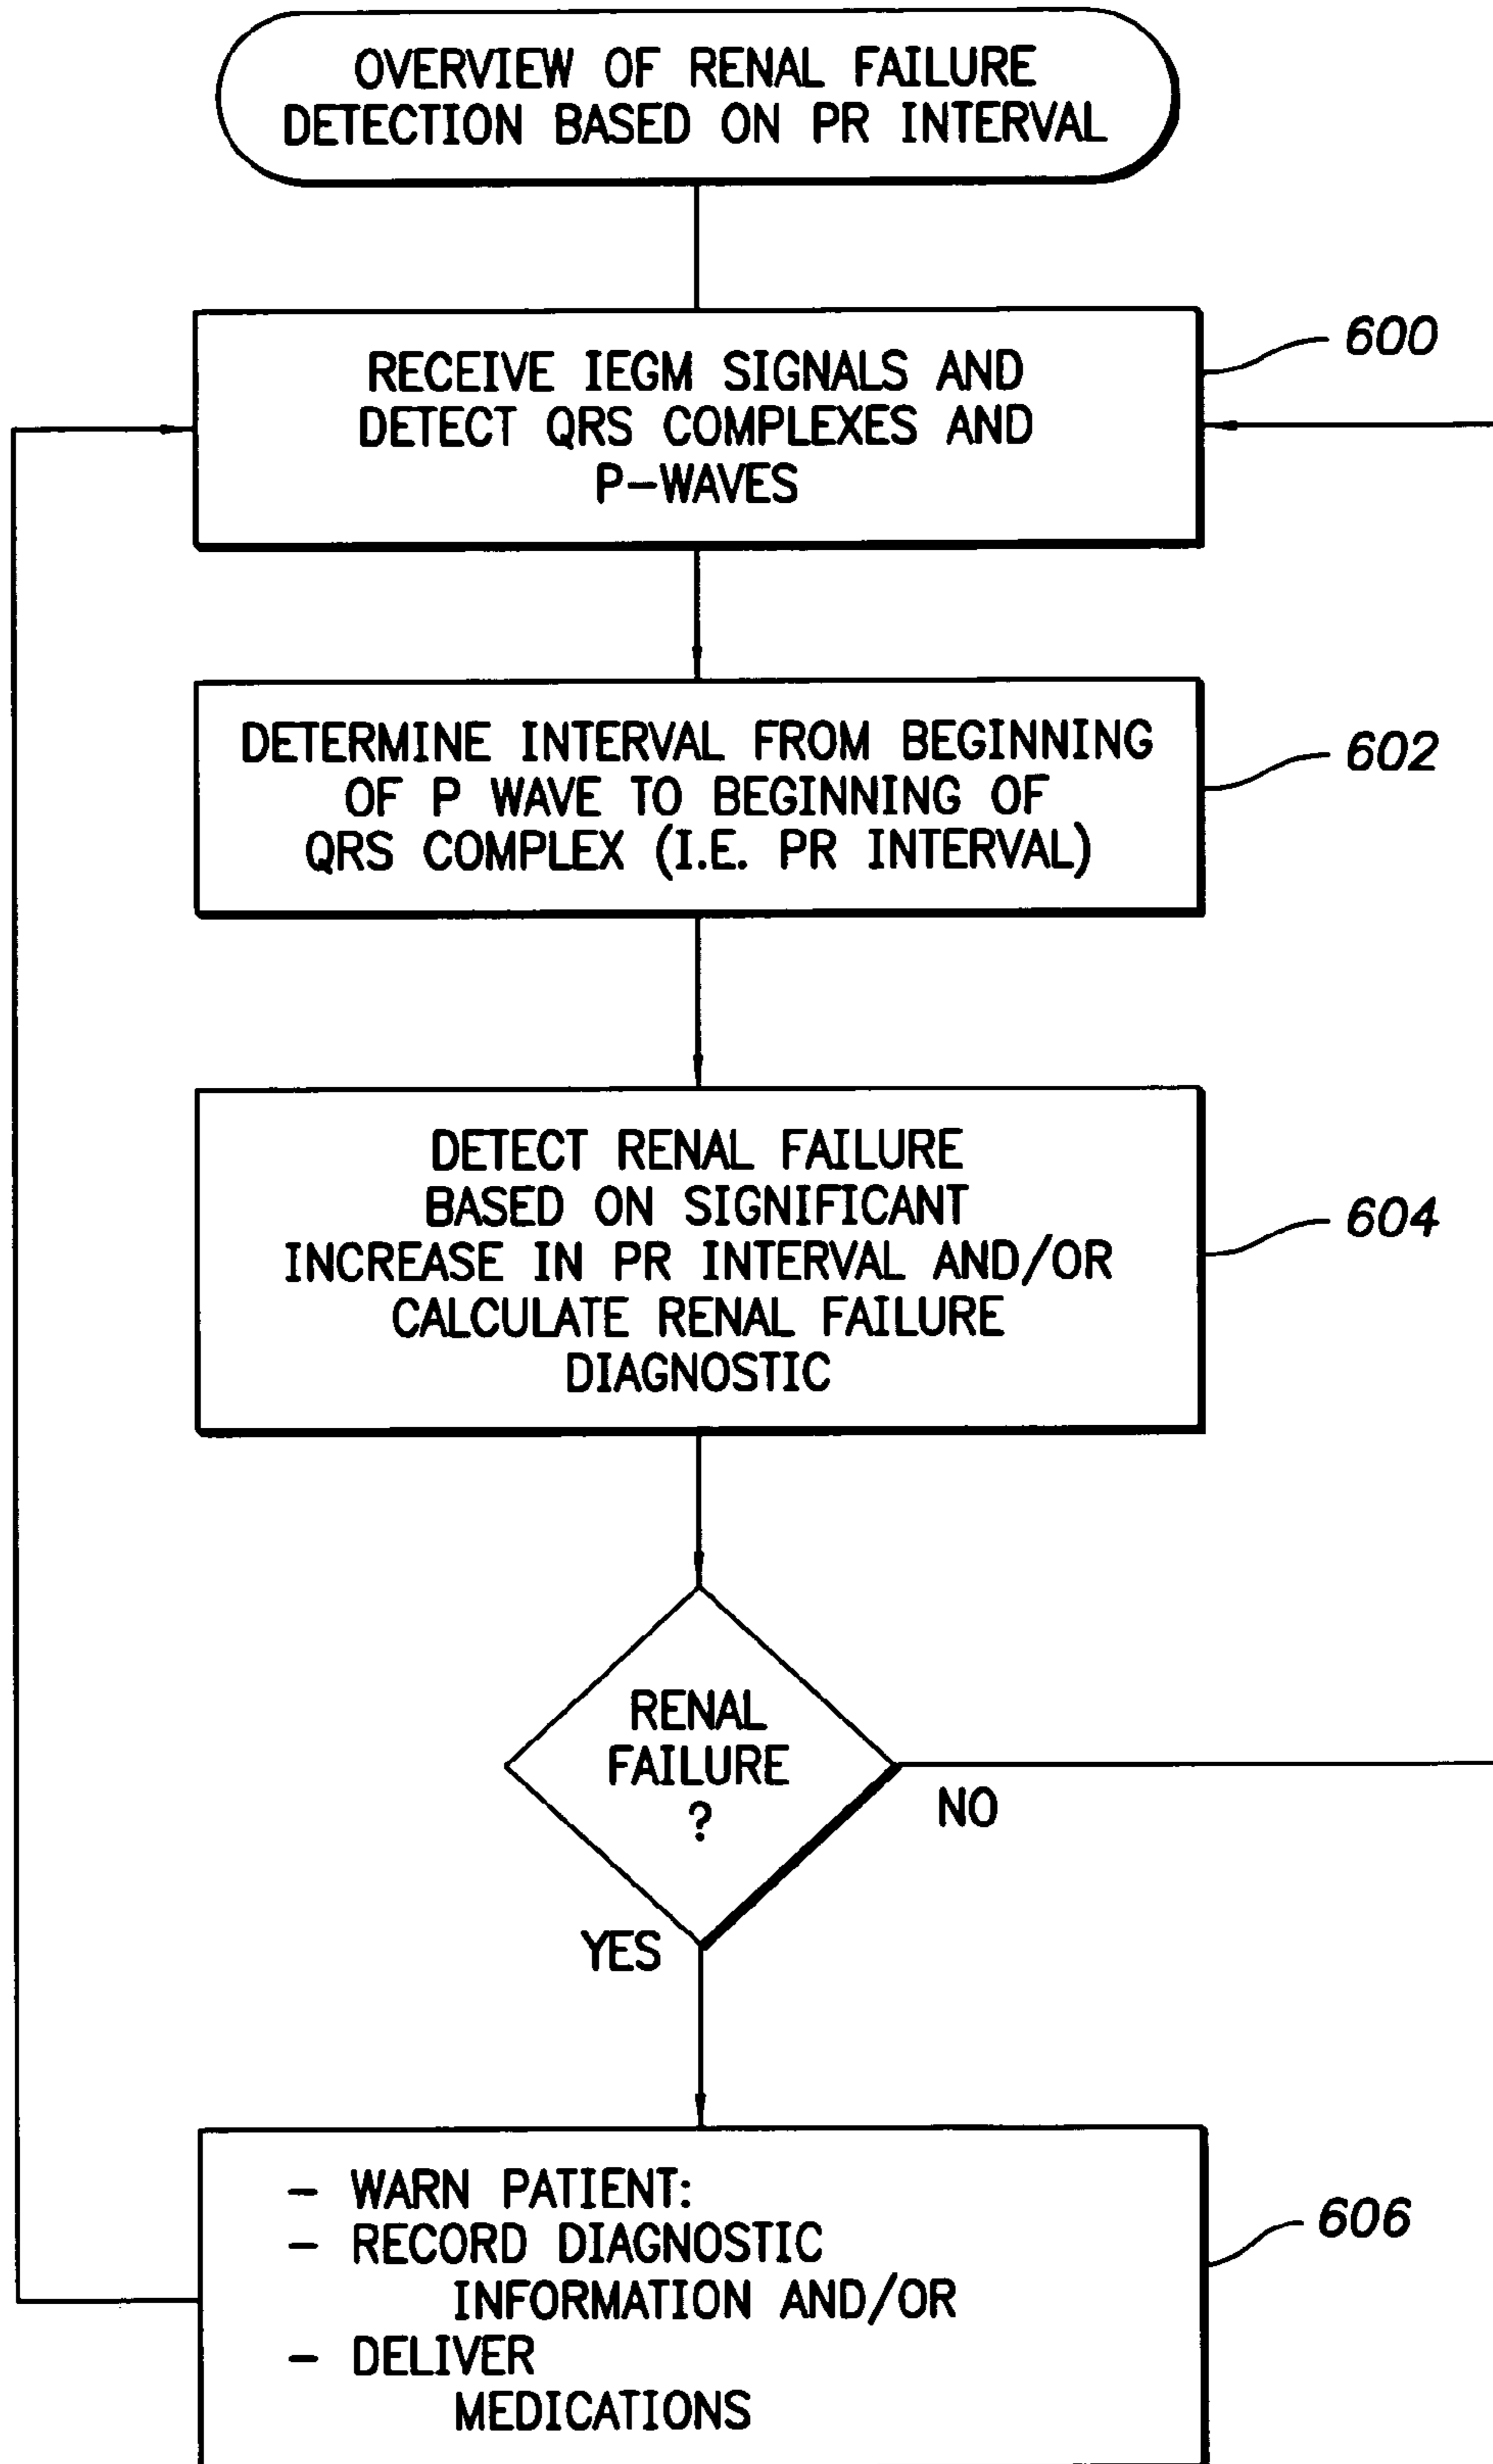 OVERVIEW OF RENAL FAILURE
DETECTION BASED ON PR INTERVAL
RECEIVE IEGM SIGNALS AND
DETECT QRS COMPLEXES AND
P-WAVES
600
DETERMINE INTERVAL FROM BEGINNING
OF P WAVE TO BEGINNING OF
QRS COMPLEX (I.E. PR INTERVAL)
602
DETECT RENAL FAILURE
BASED ON SIGNIFICANT
INCREASE IN PR INTERVAL AND/OR
CALCULATE RENAL FAILURE
DIAGNOSTIC
604
RENAL
FAILURE
?
NO
YES
- WARN PATIENT:
- RECORD DIAGNOSTIC
INFORMATION AND/OR
- DELIVER
MEDICATIONS
606